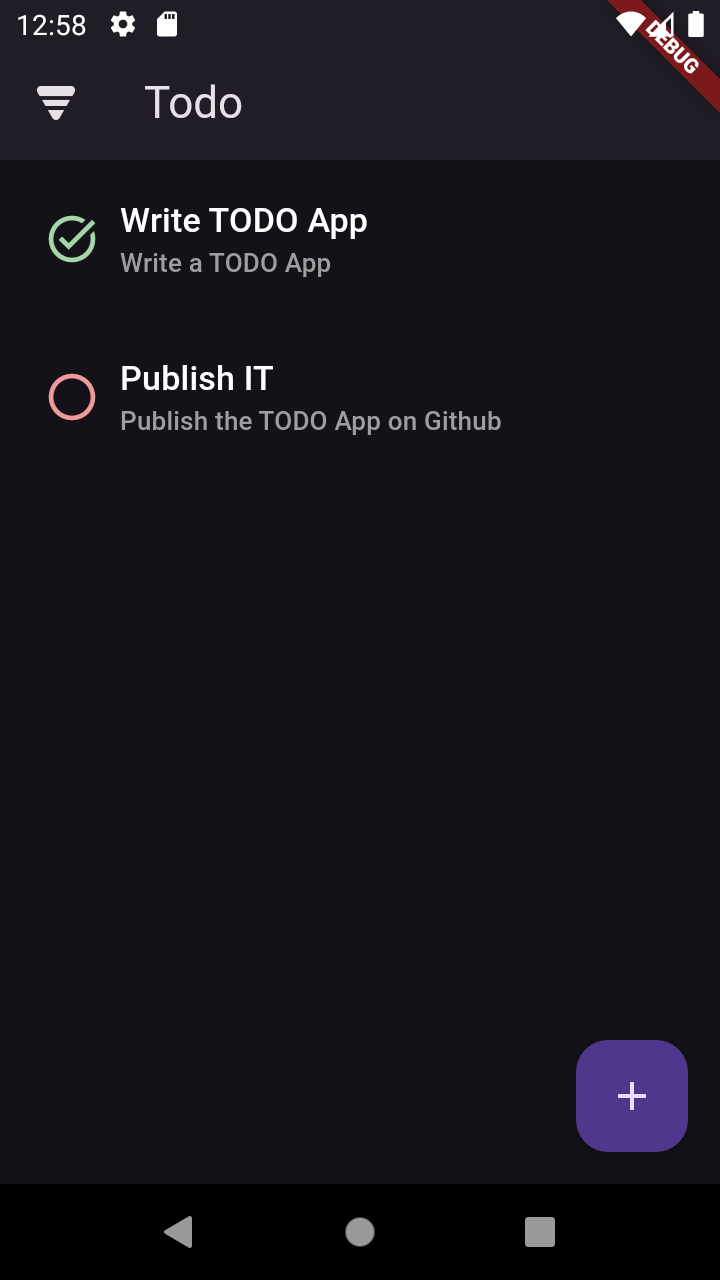 12:58
DEBUG
Todo
Write TODO App
Write a TODO App
Publish IT
Publish the TODO App on Github